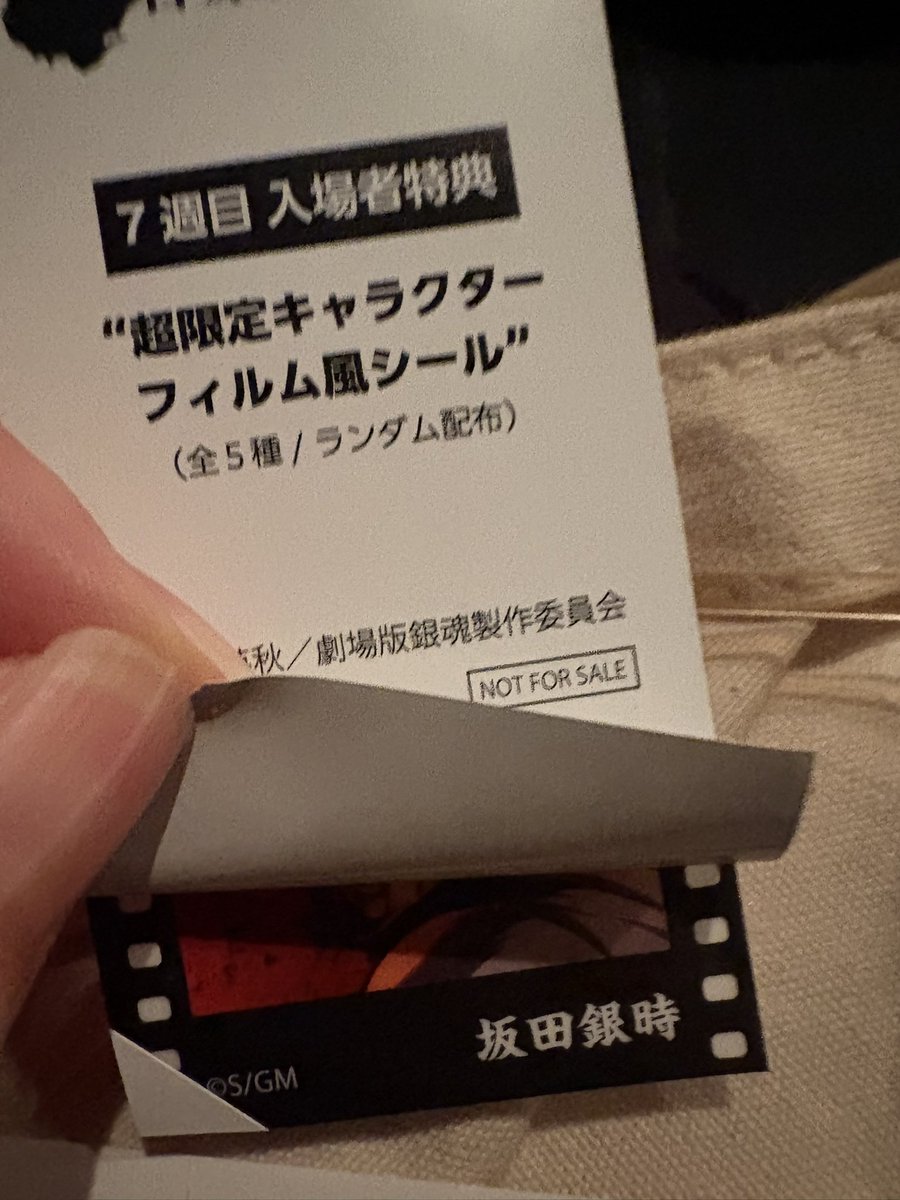 7週目 入場者特典
“超限定キャラクター
フィルム風シール”
（全5種 / ランダム配布）
秋／劇場版銀魂製作委員会
NOT FOR SALE
坂田銀時
©S/GM